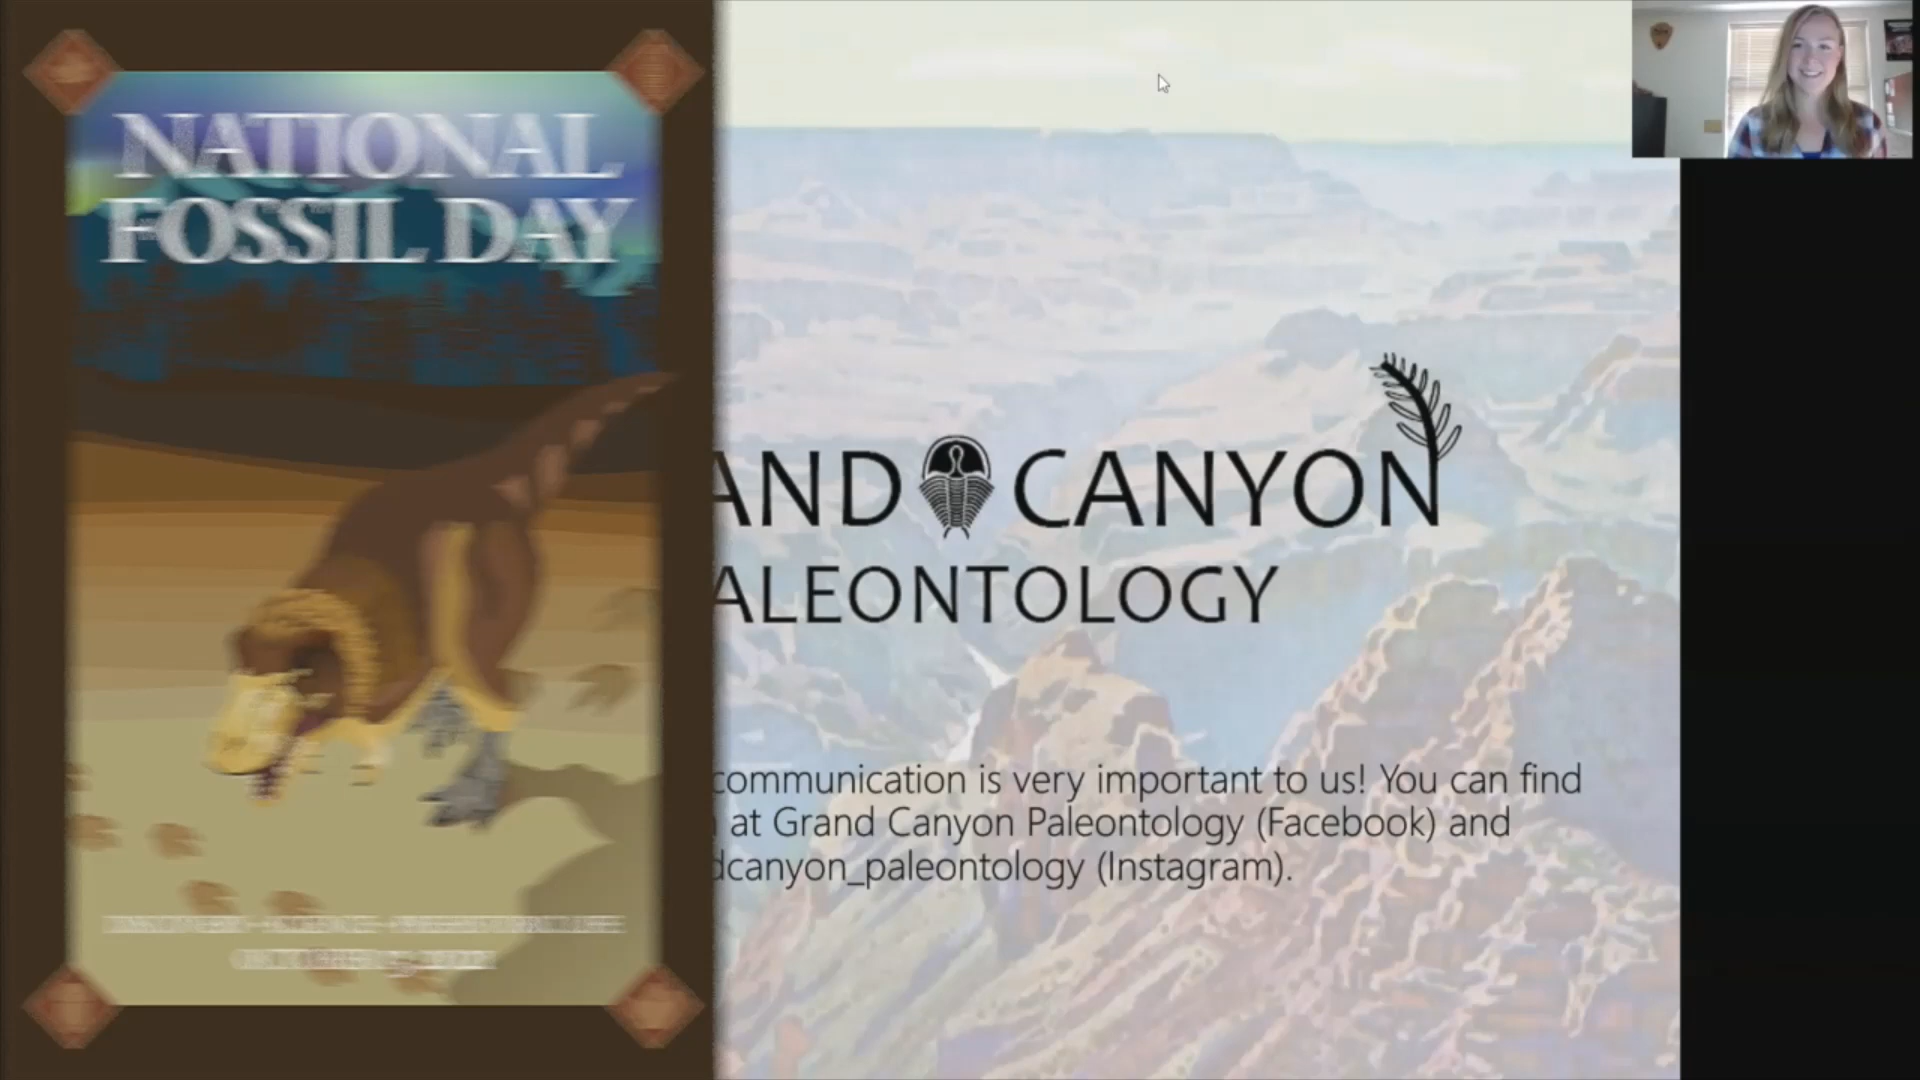 NATIONAL
FOSSIL DAY
AND CANYON
ALEONTOLOGY
communication is very important to us! You can find
at Grand Canyon Paleontology (Facebook) and
dcanyon_paleontology (Instagram).